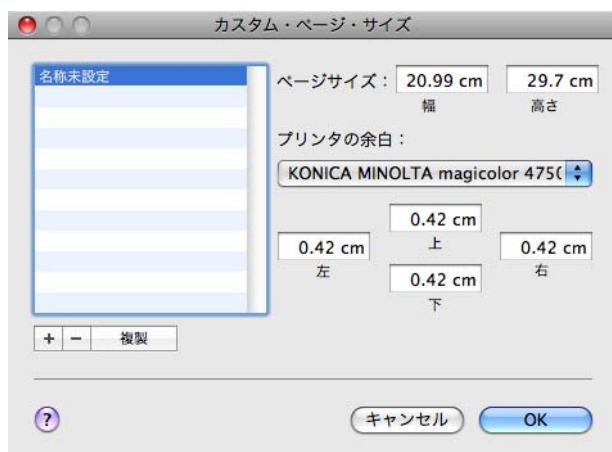 カスタム・ページ・サイズ
名称未設定
ページサイズ： 20.99 cm 29.7 cm
幅 高さ
プリンタの余白：
KONICA MINOLTA magicolor 475(
0.42 cm
上
0.42 cm 0.42 cm
左 右
0.42 cm
下
+ − 複製
? キャンセル OK